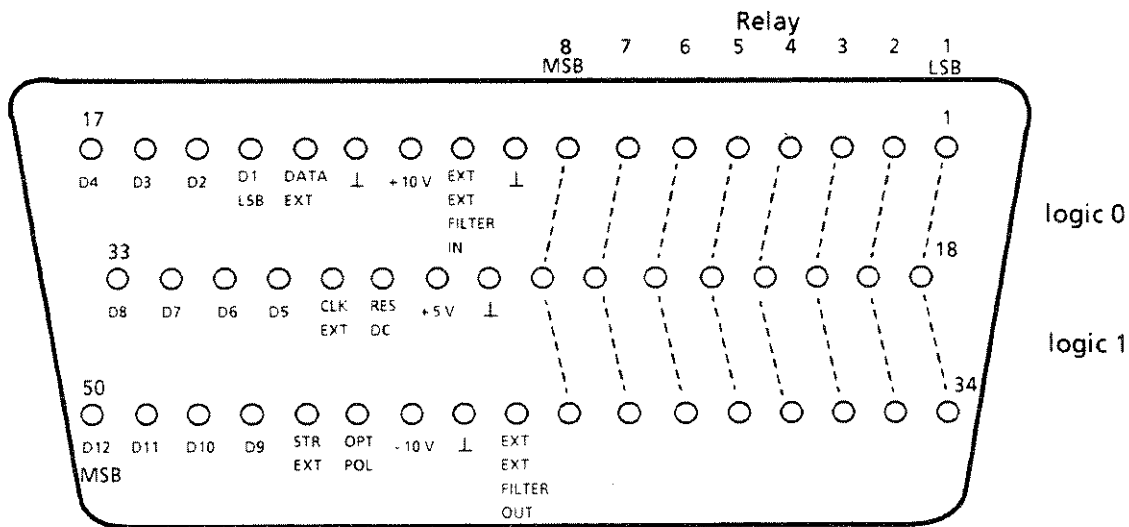 Relay
8 7 6 5 4 3 2 1
MSB LSB
17 1
D4 D3 D2 D1 DATA ⊥ +10 V EXT ⊥
LSB EXT EXT
FILTER
IN
logic 0
33 18
D8 D7 D6 D5 CLK RES +5 V ⊥
EXT DC
logic 1
50 34
D12 D11 D10 D9 STR OPT -10 V ⊥ EXT
MSB EXT POL EXT
FILTER
OUT